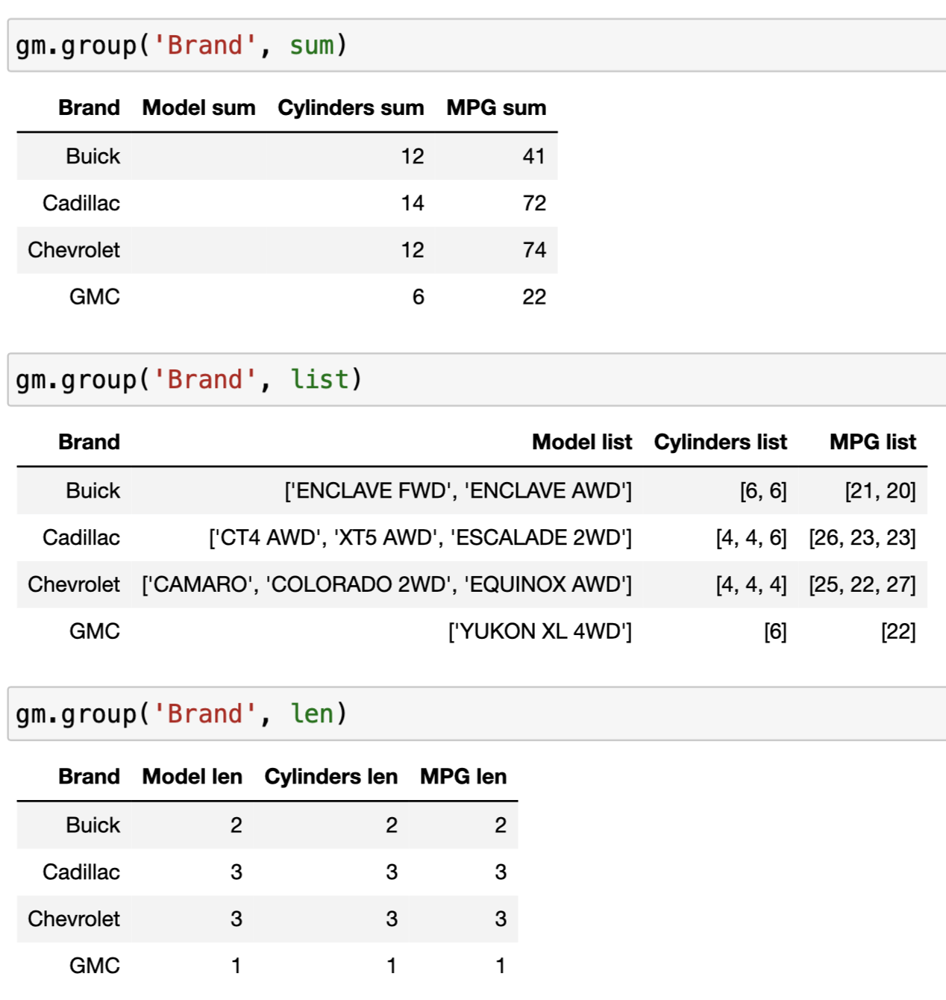 gm.group('Brand', sum)
Brand Model sum Cylinders sum MPG sum
Buick 12 41
Cadillac 14 72
Chevrolet 12 74
GMC 6 22
gm.group('Brand', list)
Brand Model list Cylinders list MPG list
Buick ['ENCLAVE FWD', 'ENCLAVE AWD'] [6, 6] [21, 20]
Cadillac ['CT4 AWD', 'XT5 AWD', 'ESCALADE 2WD'] [4, 4, 6] [26, 23, 23]
Chevrolet ['CAMARO', 'COLORADO 2WD', 'EQUINOX AWD'] [4, 4, 4] [25, 22, 27]
GMC ['YUKON XL 4WD'] [6] [22]
gm.group('Brand', len)
Brand Model len Cylinders len MPG len
Buick 2 2 2
Cadillac 3 3 3
Chevrolet 3 3 3
GMC 1 1 1